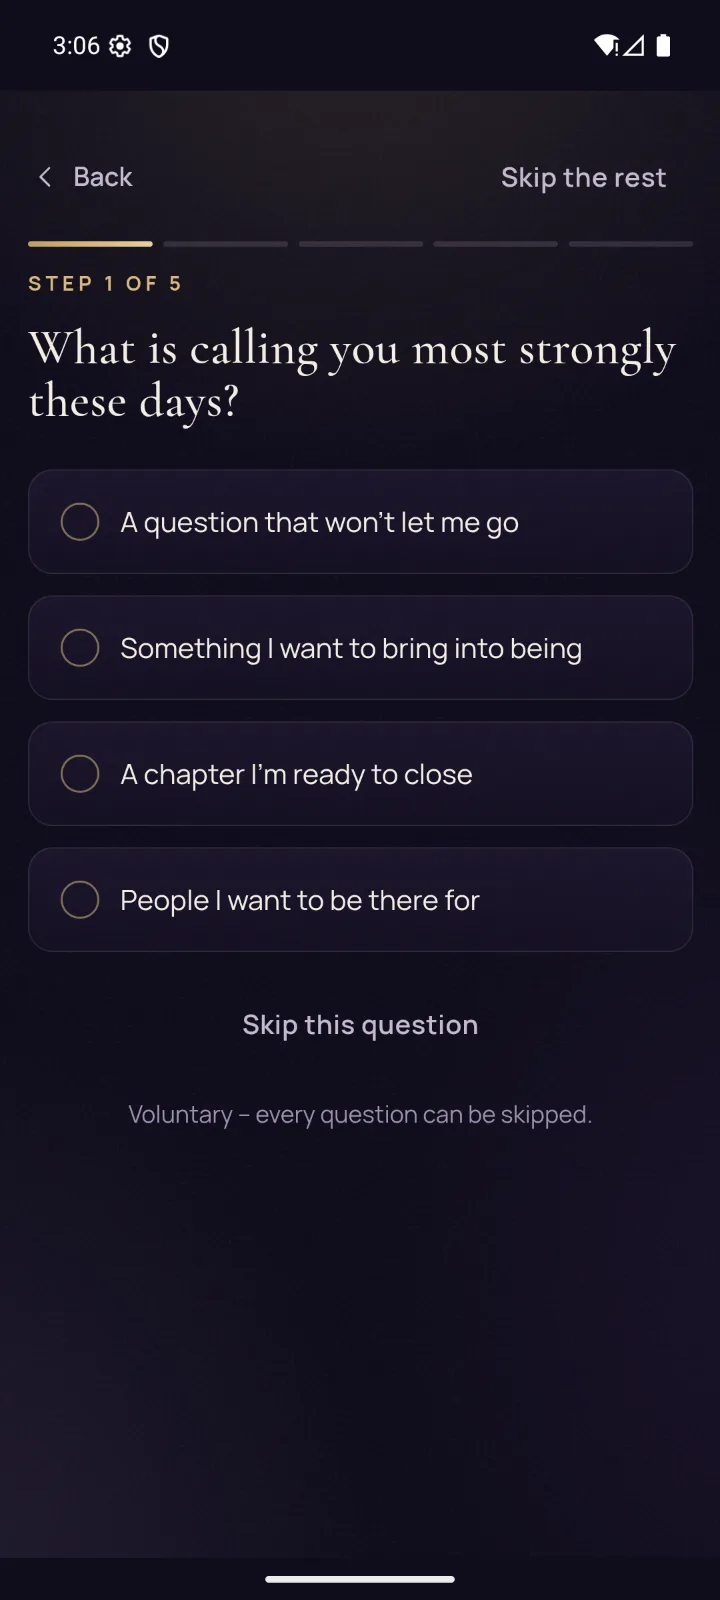 3:06
Back
Skip the rest
STEP 1 OF 5
What is calling you most strongly
these days?
A question that won’t let me go
Something I want to bring into being
A chapter I’m ready to close
People I want to be there for
Skip this question
Voluntary – every question can be skipped.